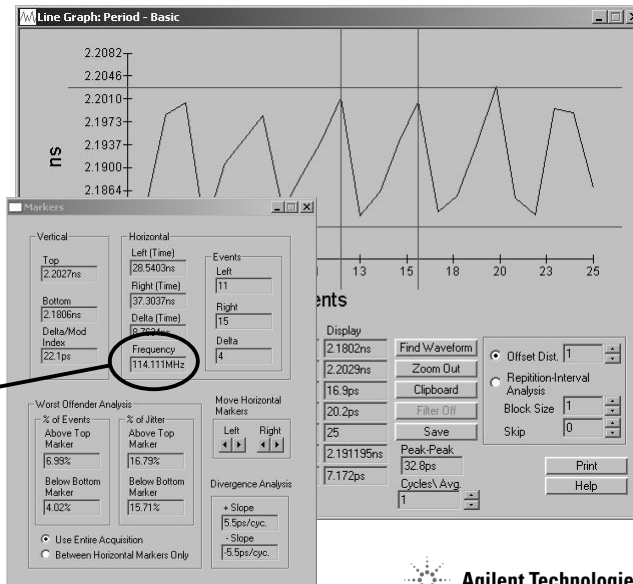 Line Graph: Period - Basic
2.2082
2.2046
2.2010
2.1973
2.1937
2.1900
2.1864
ns
13 15 18 20 23 25
Markers
Vertical
Top
2.2027ns
Bottom
2.1806ns
Delta/Mod
Index
22.1ps
Horizontal
Left (Time)
28.5403ns
Right (Time)
37.3037ns
Delta (Time)
Frequency
114.111MHz
Events
Left
11
Right
15
Delta
4
Worst Offender Analysis
% of Events
Above Top
Marker
6.99%
Below Bottom
Marker
4.02%
% of Jitter
Above Top
Marker
16.79%
Below Bottom
Marker
15.71%
Use Entire Acquisition
Between Horizontal Markers Only
Move Horizontal
Markers
Left Right
Divergence Analysis
+ Slope
5.5ps/cyc.
- Slope
-5.5ps/cyc.
Display
2.1802ns
2.2029ns
16.9ps
20.2ps
25
2.191195ns
7.172ps
Find Waveform
Zoom Out
Clipboard
Filter Off
Save
Peak-Peak
32.8ps
Cycles\ Avg.
1
Offset Dist. 1
Repitition-Interval
Analysis
Block Size 1
Skip 0
Print
Help
Agilent Technologie